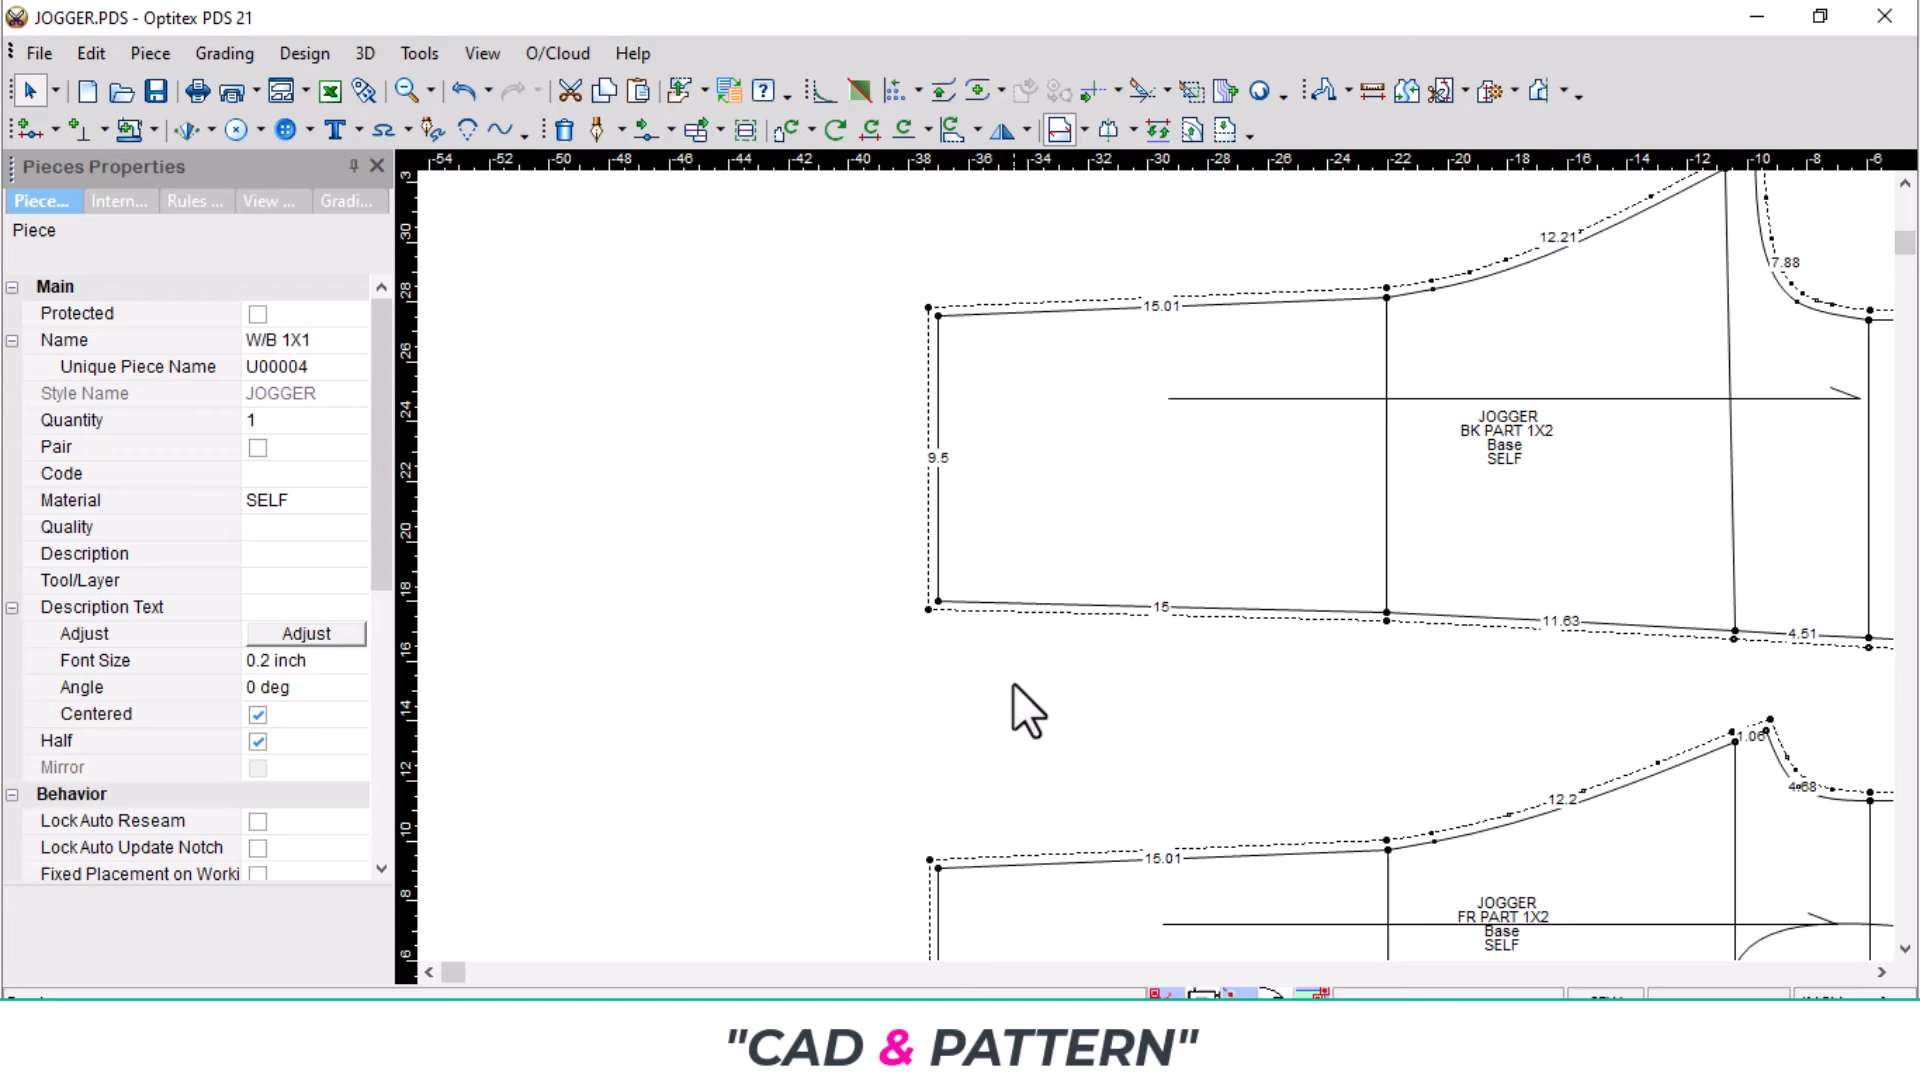 JOGGER.PDS - Optitex PDS 21
File Edit Piece Grading Design 3D Tools View O/Cloud Help
Pieces Properties
Piece... Intern... Rules ... View ... Gradi...
Piece
Main
Protected
Name W/B 1X1
Unique Piece Name U00004
Style Name JOGGER
Quantity 1
Pair
Code
Material SELF
Quality
Description
Tool/Layer
Description Text
Adjust Adjust
Font Size 0.2 inch
Angle 0 deg
Centered
Half
Mirror
Behavior
Lock Auto Reseam
Lock Auto Update Notch
Fixed Placement on Worki
-54 -52 -50 -48 -46 -44 -42 -40 -38 -36 -34 -32 -30 -28 -26 -24 -22 -20 -18 -16 -14 -12 -10 -8 -6
3
30
28
26
24
22
20
18
16
14
12
10
8
6
12.21
7.88
15.01
9.5
JOGGER
BK PART 1X2
Base
SELF
15
11.63
4.51
1.06
4.68
12.2
15.01
JOGGER
FR PART 1X2
Base
SELF
"CAD & PATTERN"